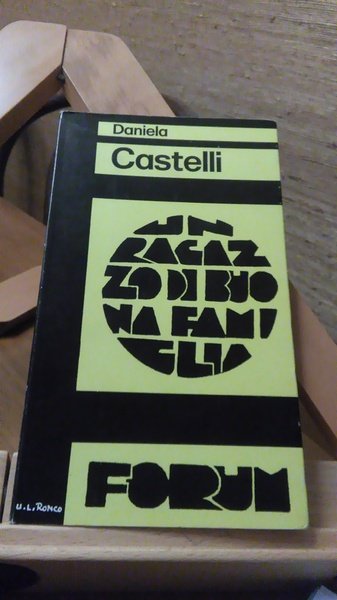 Daniela
Castelli
UN
RAGAZ
ZO DI BUO
NA FAMI
GLIA
FORUM
U.L.RONCO